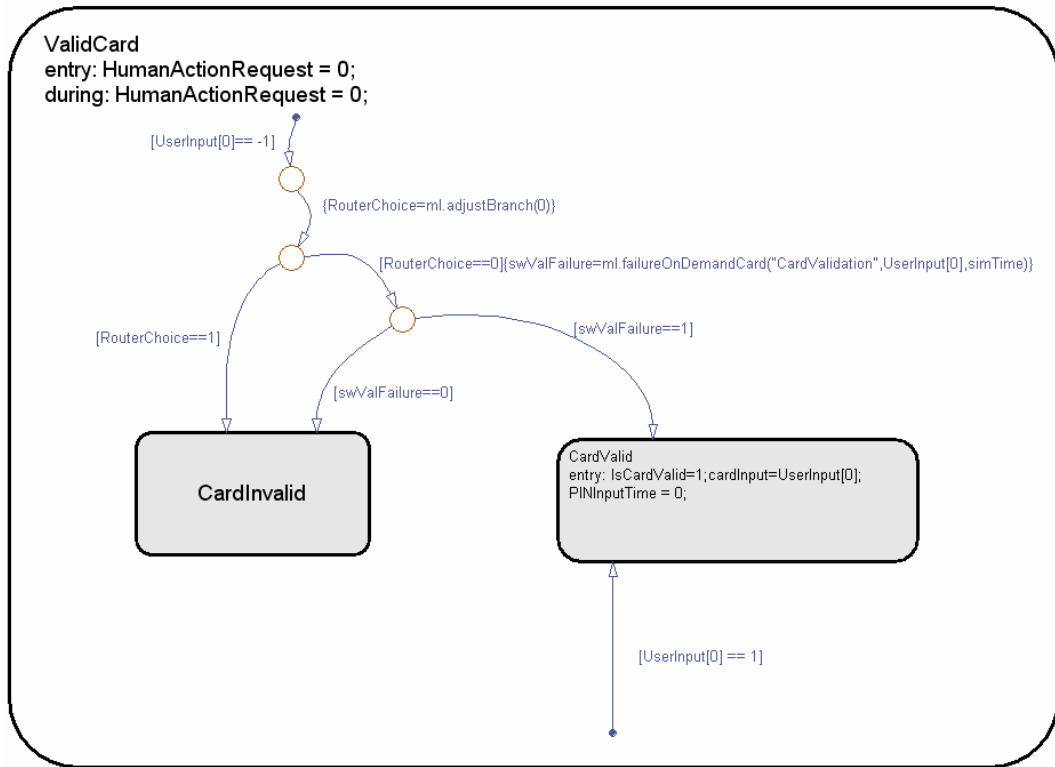 ValidCard
entry: HumanActionRequest = 0;
during: HumanActionRequest = 0;
[UserInput[0]== -1]
{RouterChoice=ml.adjustBranch(0)}
[RouterChoice==0]{swValFailure=ml.failureOnDemandCard("CardValidation",UserInput[0],simTime)}
[RouterChoice==1]
[swValFailure==1]
[swValFailure==0]
CardInvalid
CardValid
entry: IsCardValid=1;cardInput=UserInput[0];
PINInputTime = 0;
[UserInput[0] == 1]